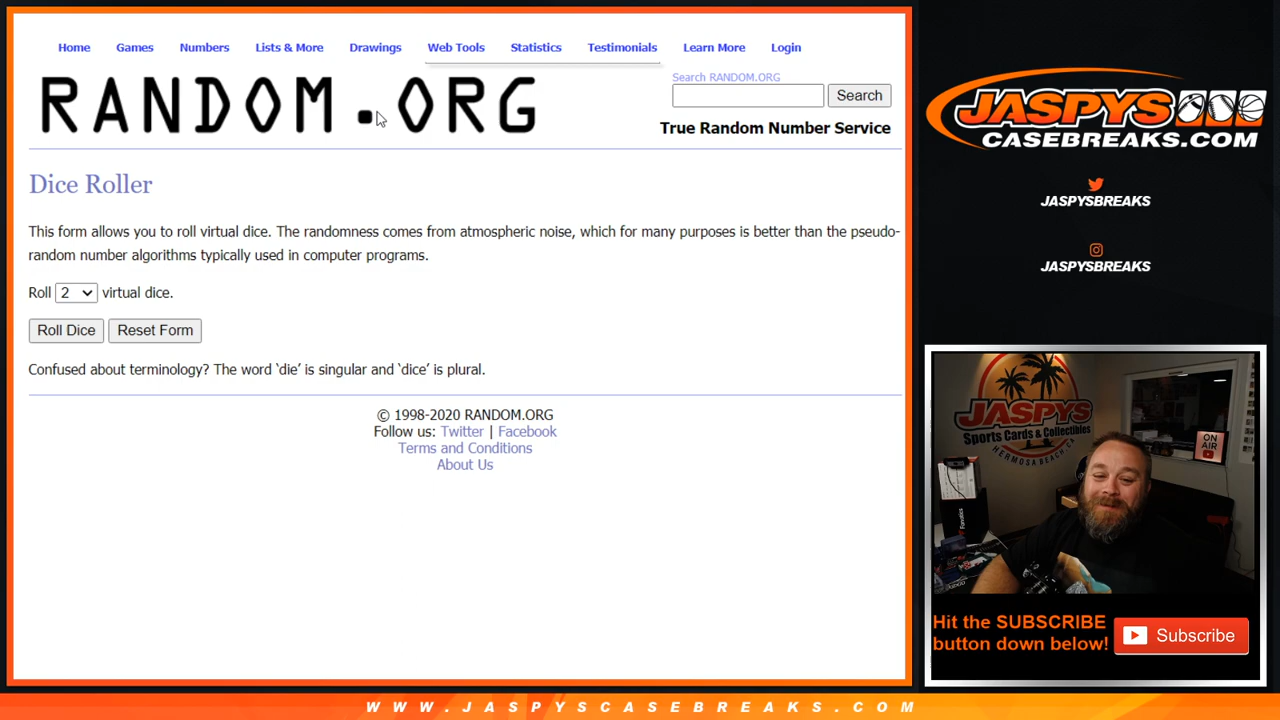 Home Games Numbers Lists & More Drawings Web Tools Statistics Testimonials Learn More Login
RANDOM.ORG
Search RANDOM.ORG
Search
True Random Number Service
Dice Roller
This form allows you to roll virtual dice. The randomness comes from atmospheric noise, which for many purposes is better than the pseudo-
random number algorithms typically used in computer programs.
Roll 2 virtual dice.
Roll Dice Reset Form
Confused about terminology? The word ‘die’ is singular and ‘dice’ is plural.
© 1998-2020 RANDOM.ORG
Follow us: Twitter | Facebook
Terms and Conditions
About Us
JASPYS
CASEBREAKS.COM
JASPYSBREAKS
JASPYSBREAKS
JASPYS
Sports Cards & Collectibles
HERMOSA BEACH, CA
ON
AIR
Fanatics
Hit the SUBSCRIBE
button down below!
Subscribe
WWW.JASPYSCASEBREAKS.COM